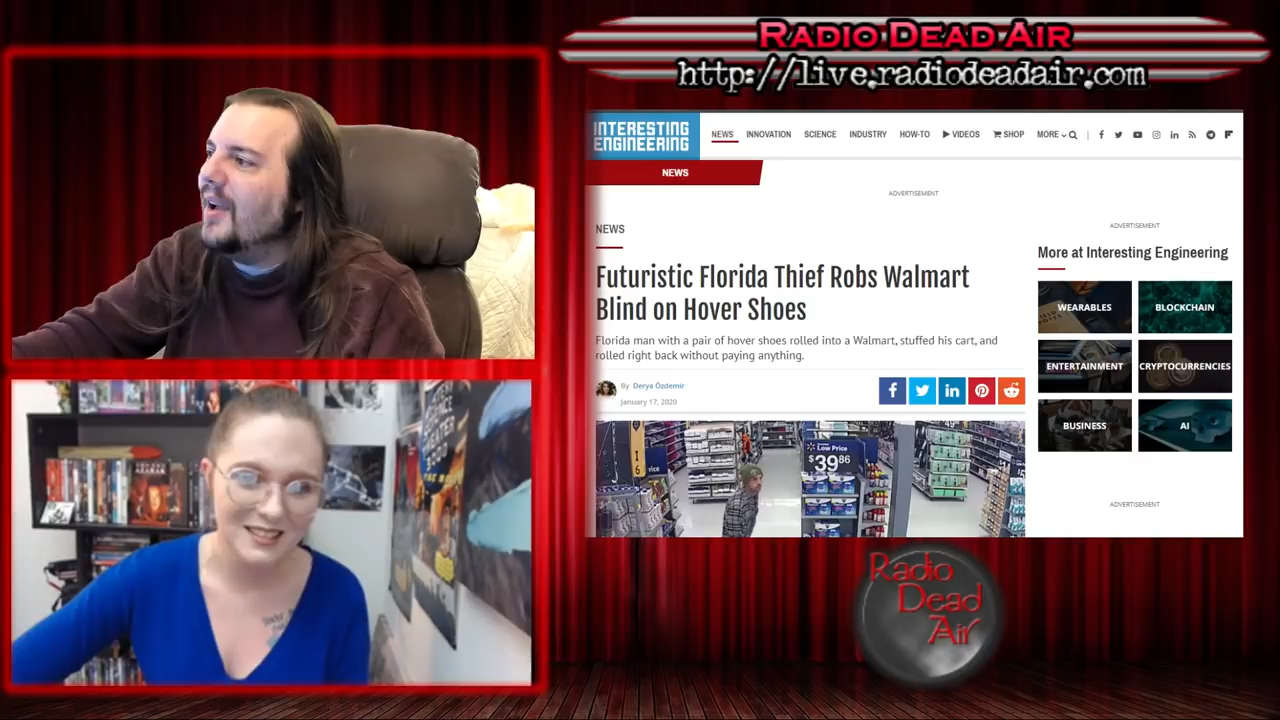 RADIO DEAD AIR
http://live.radiodeadair.com
INTERESTING
ENGINEERING
NEWS
INNOVATION
SCIENCE
INDUSTRY
HOW-TO
VIDEOS
SHOP
MORE
NEWS
ADVERTISEMENT
NEWS
Futuristic Florida Thief Robs Walmart
Blind on Hover Shoes
Florida man with a pair of hover shoes rolled into a Walmart, stuffed his cart, and
rolled right back without paying anything.
By Derya Özdemir
January 17, 2020
Low Price
$39.86
ADVERTISEMENT
More at Interesting Engineering
WEARABLES
BLOCKCHAIN
ENTERTAINMENT
CRYPTOCURRENCIES
BUSINESS
AI
ADVERTISEMENT
Radio
Dead
Air